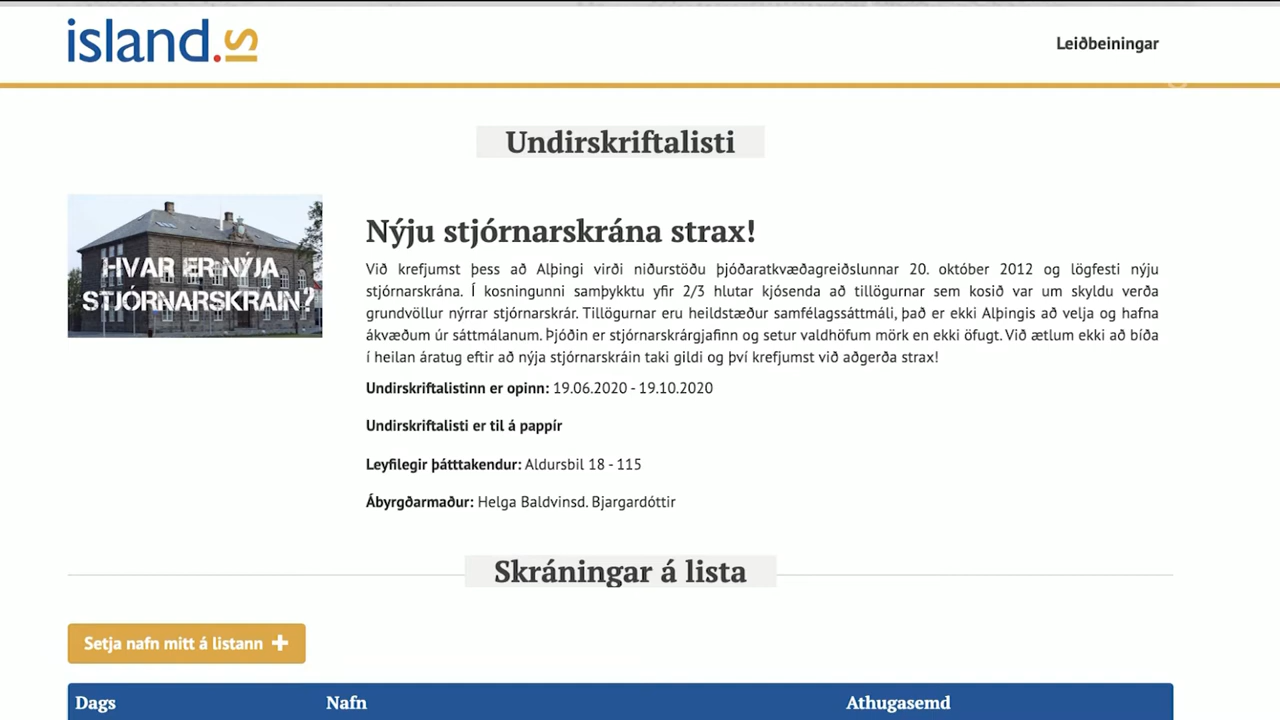 ísland.is
Leiðbeiningar
Undirskriftalisti
HVAR ER NÝJA
STJÓRNARSKRÁIN?
Nýju stjórnarskrána strax!
Við krefjumst þess að Alþingi virði niðurstöðu þjóðaratkvæðagreiðslunnar 20. október 2012 og lögfesti nýju
stjórnarskrána. Í kosningunni samþykktu yfir 2/3 hlutar kjósenda að tillögurnar sem kosið var um skyldu verða
grundvöllur nýrrar stjórnarskrár. Tillögurnar eru heildstæður samfélagssáttmáli, það er ekki Alþingis að velja og hafna
ákvæðum úr sáttmálanum. Þjóðin er stjórnarskrárgjafinn og setur valdhöfum mörk en ekki öfugt. Við ætlum ekki að bíða
í heilan áratug eftir að nýja stjórnarskráin taki gildi og því krefjumst við aðgerða strax!
Undirskriftalistinn er opinn: 19.06.2020 - 19.10.2020
Undirskriftalisti er til á pappír
Leyfilegir þátttakendur: Aldursbil 18 - 115
Ábyrgðarmaður: Helga Baldvinsd. Bjargardóttir
Skráningar á lista
Setja nafn mitt á listann +
Dags Nafn Athugasemd